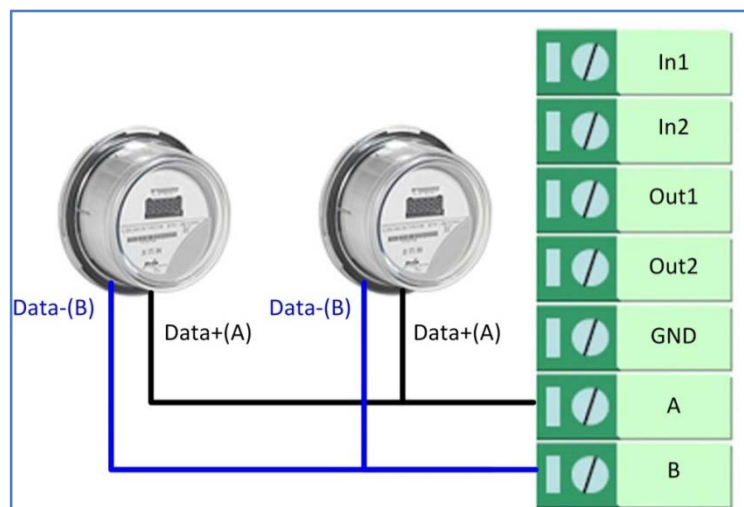 In1
In2
Out1
Out2
GND
A
B
Data-(B)
Data+(A)
Data-(B)
Data+(A)